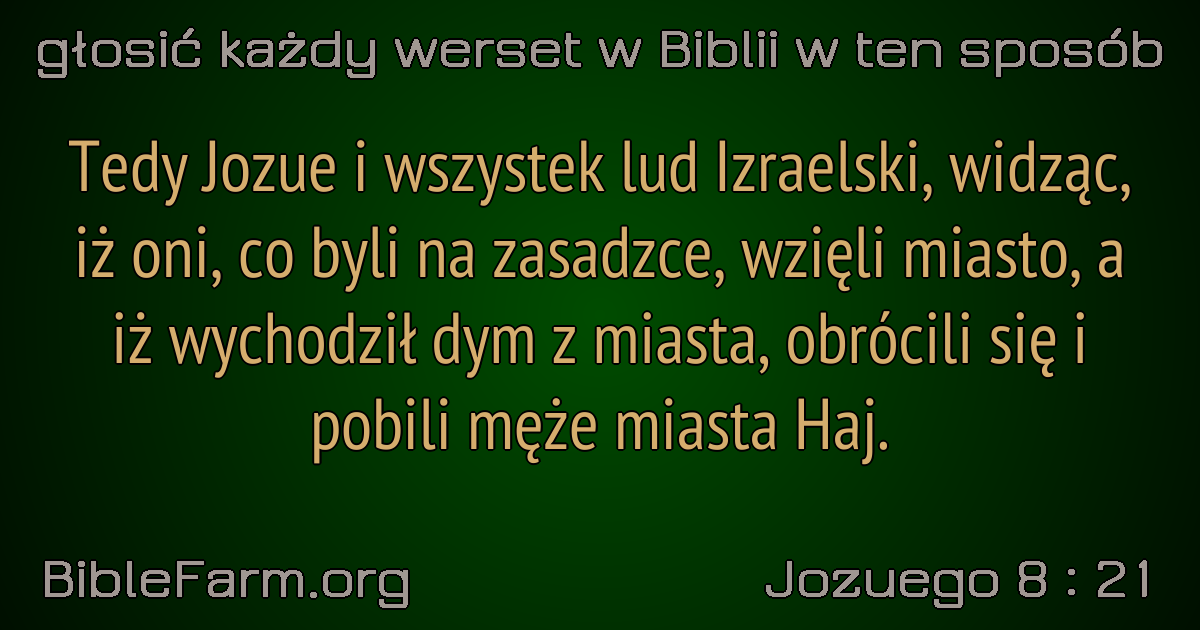 głosić każdy werset w Biblii w ten sposób
Tedy Jozue i wszystek lud Izraelski, widząc,
iż oni, co byli na zasadzce, wzięli miasto, a
iż wychodził dym z miasta, obrócili się i
pobili męże miasta Haj.
BibleFarm.org
Jozuego 8 : 21